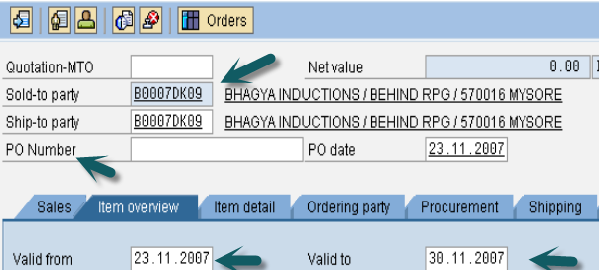 Orders
Quotation-MTO Net value 0.00
Sold-to party B0007DK09 BHAGYA INDUCTIONS / BEHIND RPG / 570016 MYSORE
Ship-to party B0007DK09 BHAGYA INDUCTIONS / BEHIND RPG / 570016 MYSORE
PO Number PO date 23.11.2007
Sales Item overview Item detail Ordering party Procurement Shipping
Valid from 23.11.2007 Valid to 30.11.2007